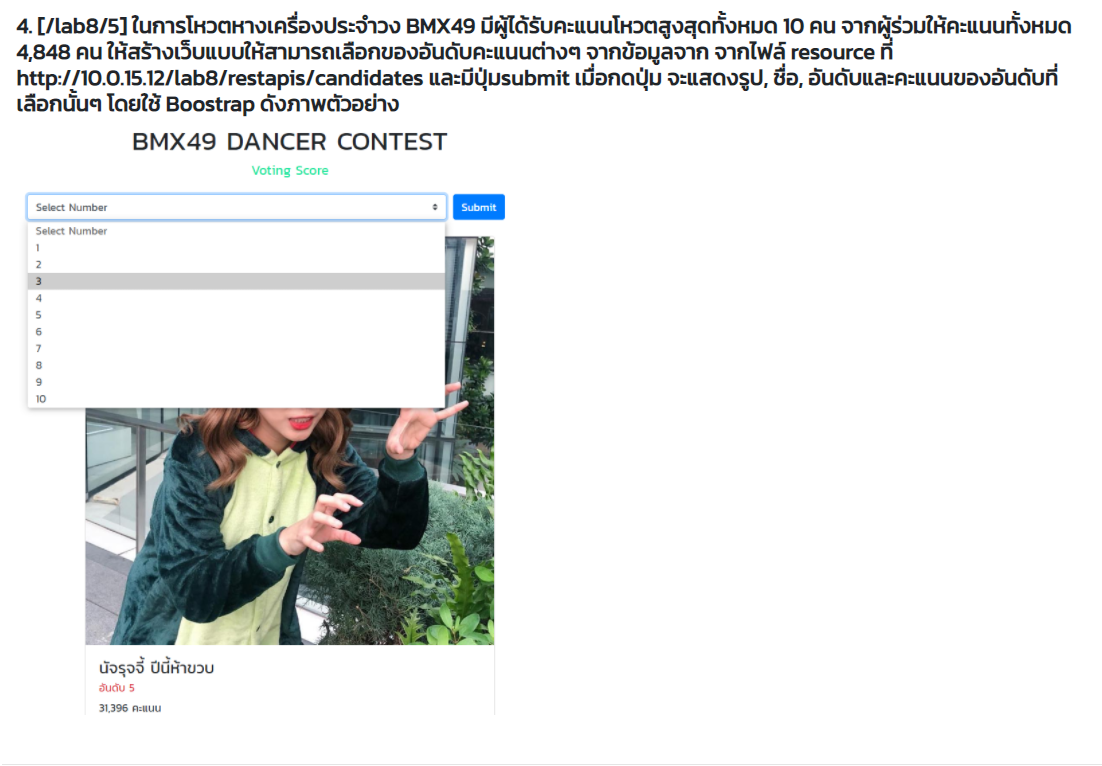 4. [/lab8/5] ในการโหวตหางเครื่องประจำวง BMX49 มีผู้ได้รับคะแนนโหวตสูงสุดทั้งหมด 10 คน จากผู้ร่วมให้คะแนนทั้งหมด
4,848 คน ให้สร้างเว็บแบบให้สามารถเลือกของอันดับคะแนนต่างๆ จากข้อมูลจาก จากไฟล์ resource ที่
http://10.0.15.12/lab8/restapis/candidates และมีปุ่มsubmit เมื่อกดปุ่ม จะแสดงรูป, ชื่อ, อันดับและคะแนนของอันดับที่
เลือกนั้นๆ โดยใช้ Boostrap ดังภาพตัวอย่าง
BMX49 DANCER CONTEST
Voting Score
Select Number Submit
Select Number
1
2
3
4
5
6
7
8
9
10
นัจรุจจี้ ปีนี้ห้าขวบ
อันดับ 5
31,396 คะแนน